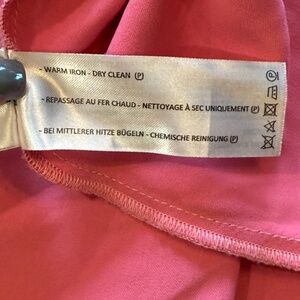 - WARM IRON - DRY CLEAN Ⓟ
- REPASSAGE AU FER CHAUD - NETTOYAGE À SEC UNIQUEMENT Ⓟ
- BEI MITTLERER HITZE BÜGELN - CHEMISCHE REINIGUNG Ⓟ